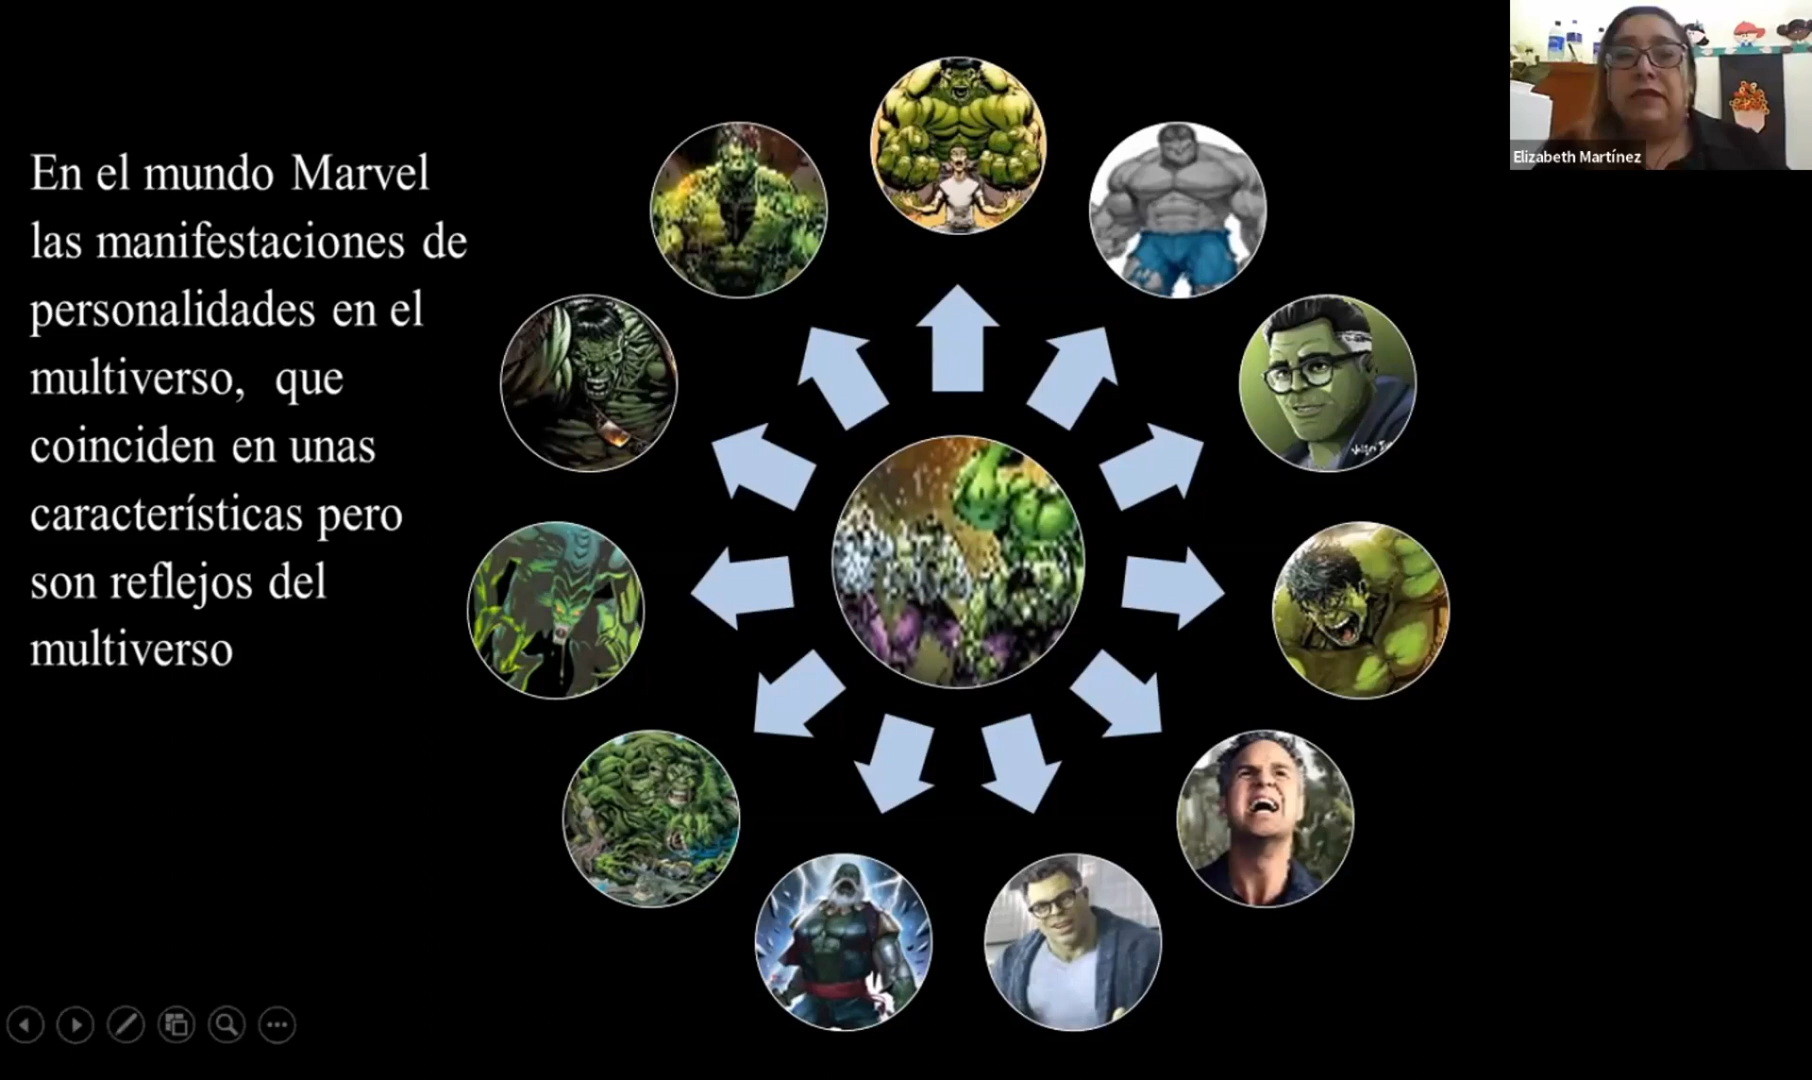 En el mundo Marvel
las manifestaciones de
personalidades en el
multiverso, que
coinciden en unas
características pero
son reflejos del
multiverso
Elizabeth Martínez